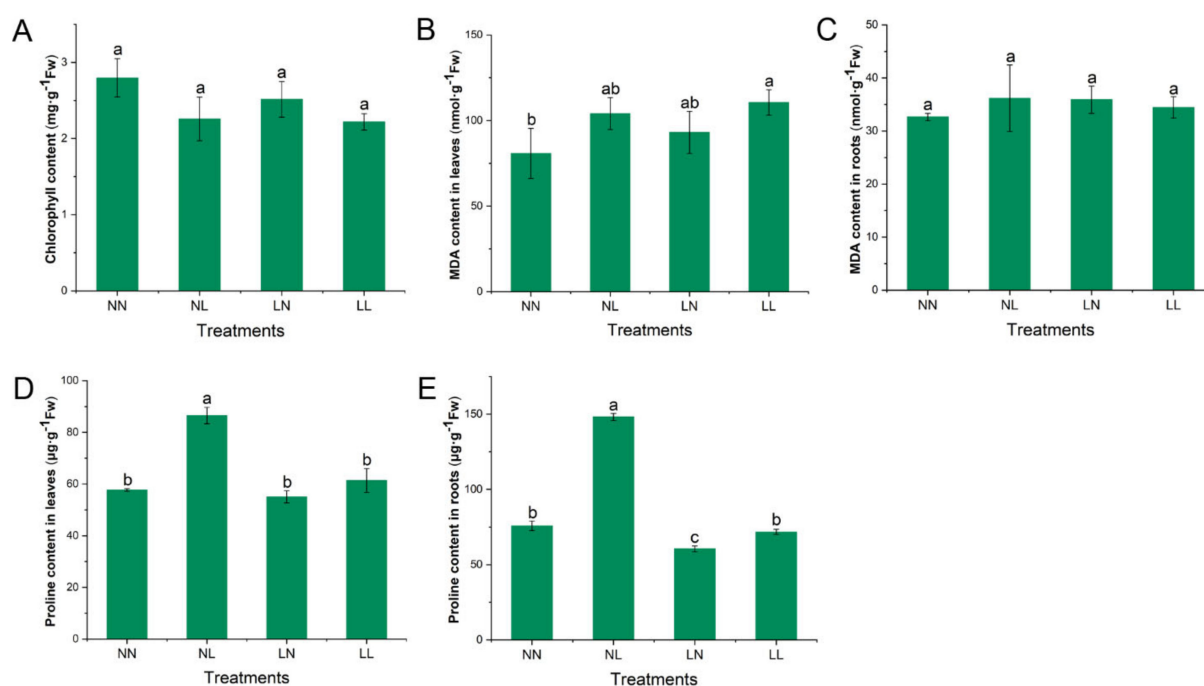 A
Chlorophyll content (mg·g⁻¹Fw)
3
2
1
0
a
a
a
a
NN
NL
LN
LL
Treatments
B
MDA content in leaves (nmol·g⁻¹Fw)
150
100
50
0
b
ab
ab
a
NN
NL
LN
LL
Treatments
C
MDA content in roots (nmol·g⁻¹Fw)
50
40
30
20
10
0
a
a
a
a
NN
NL
LN
LL
Treatments
D
Proline content in leaves (µg·g⁻¹Fw)
100
80
60
40
20
0
b
a
b
b
NN
NL
LN
LL
Treatments
E
Proline content in roots (µg·g⁻¹Fw)
150
100
50
0
b
a
c
b
NN
NL
LN
LL
Treatments